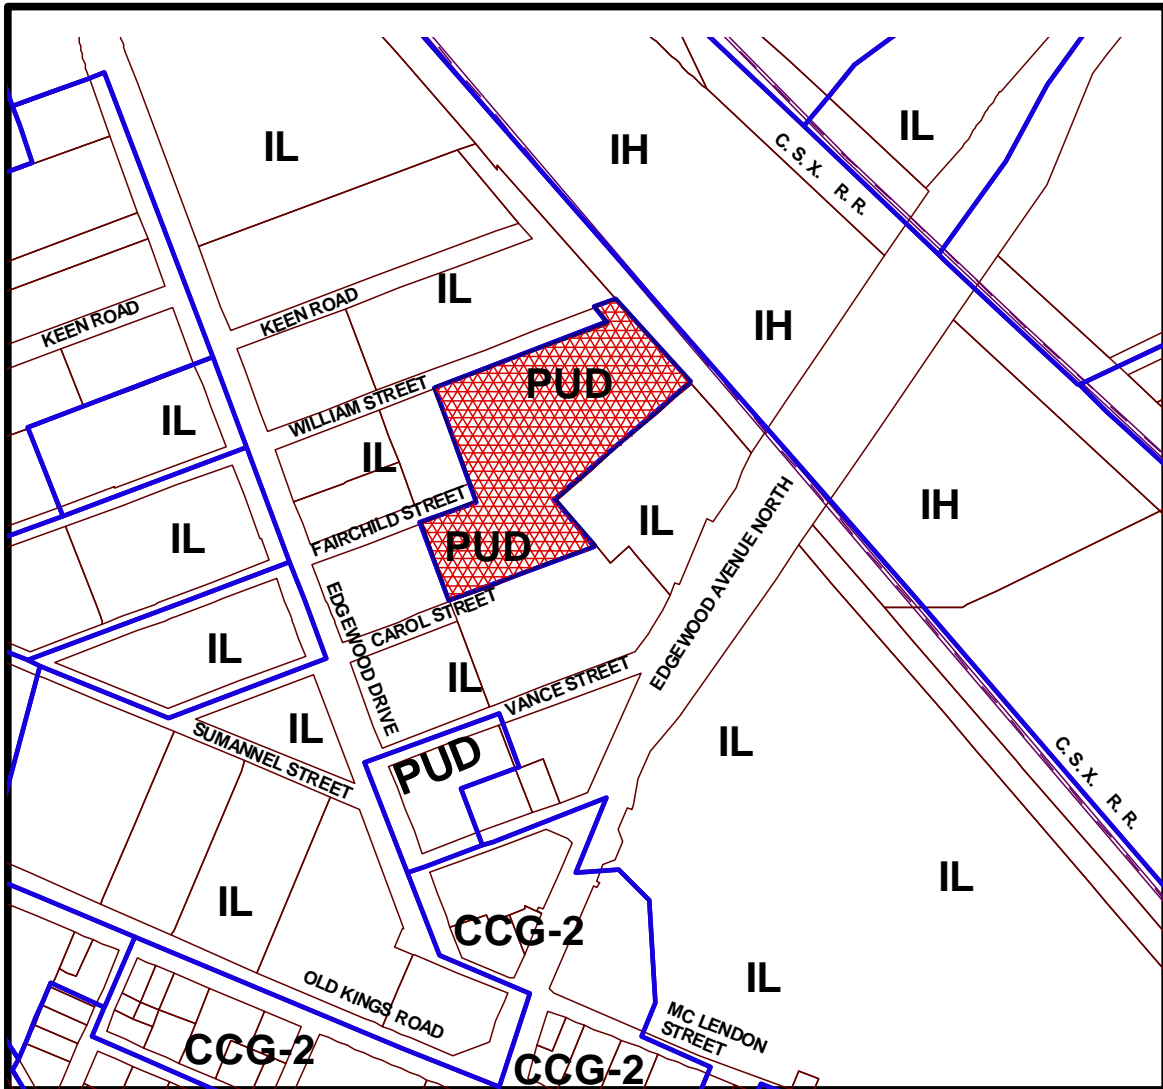 IL
IH
IL
C. S. X.  R. R.
KEEN ROAD
KEEN ROAD
IL
IH
PUD
WILLIAM STREET
IL
IL
FAIRCHILD STREET
IL
IH
IL
PUD
EDGEWOOD AVENUE NORTH
EDGEWOOD DRIVE
CAROL STREET
IL
IL
VANCE STREET
IL
SUMANNEL STREET
PUD
IL
C. S. X.  R. R.
IL
IL
CCG-2
OLD KINGS ROAD
IL
MC LENDON
STREET
CCG-2
CCG-2